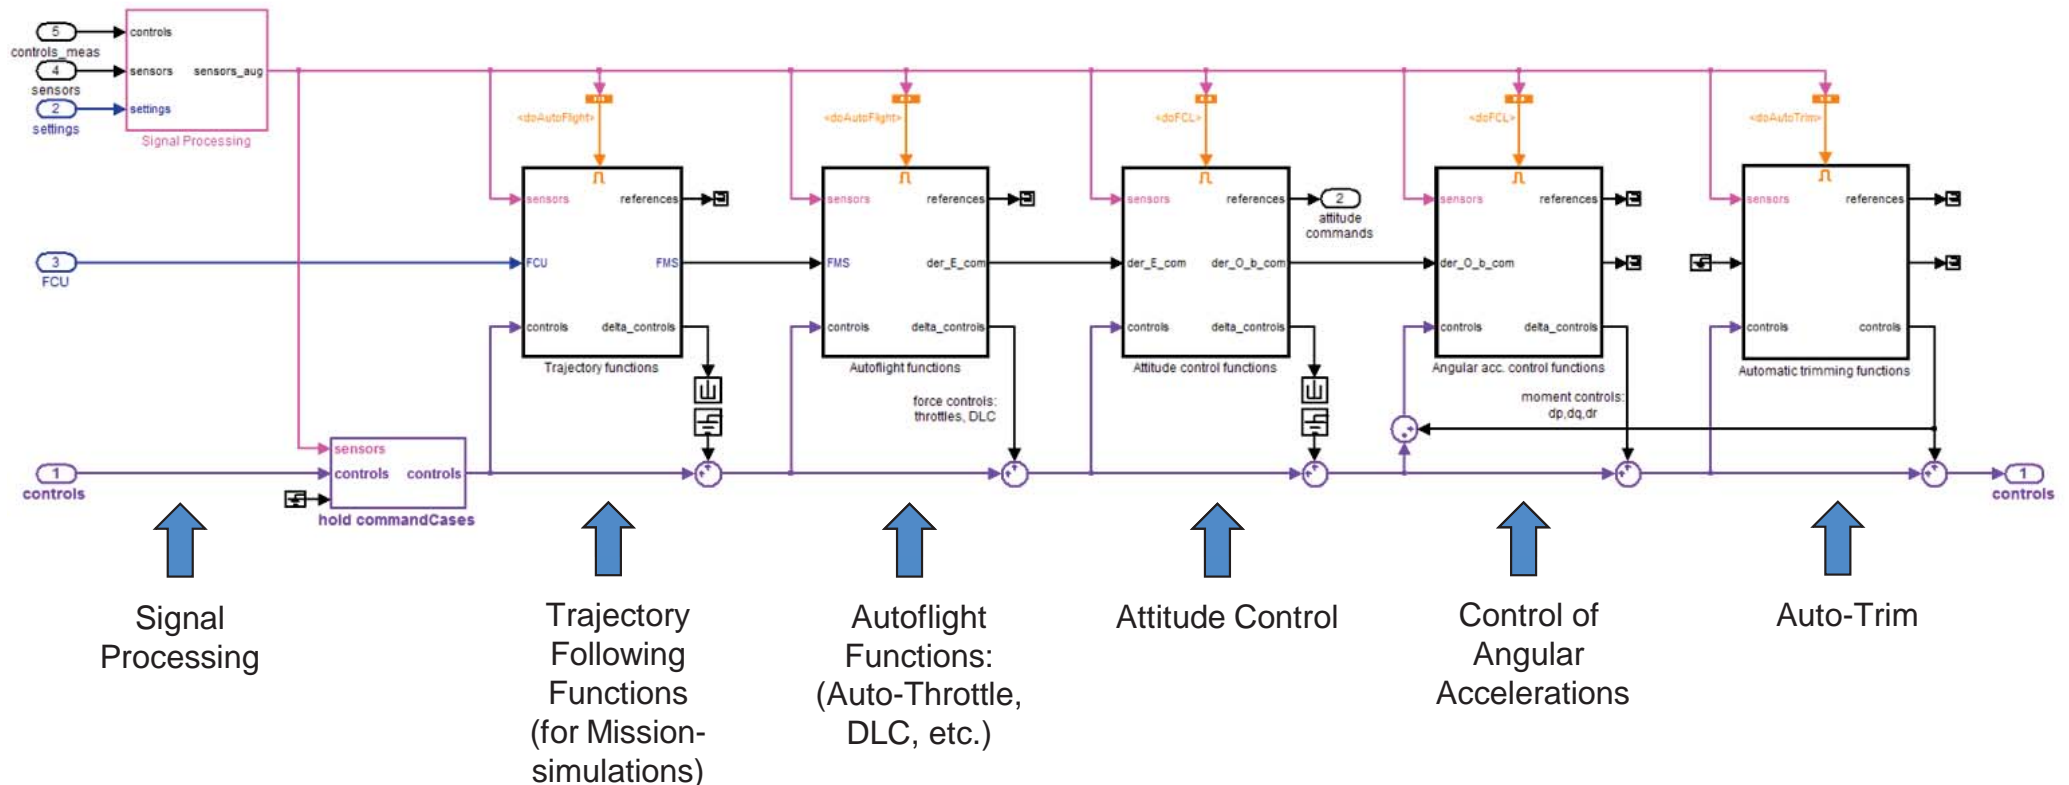 5
controls_meas
4
sensors
2
settings
controls
sensors
sensors_aug
settings
Signal Processing
<doAutoFlight>
<doAutoFlight>
<doFCL>
<doFCL>
<doAutoTrim>
sensors
references
FCU
FMS
controls
delta_controls
Trajectory functions
sensors
references
FMS
der_E_com
controls
delta_controls
Autoflight functions
force controls:
throttles, DLC
sensors
references
der_E_com
der_O_b_com
controls
delta_controls
Attitude control functions
2
attitude
commands
sensors
references
der_O_b_com
controls
delta_controls
Angular acc. control functions
moment controls:
dp,dq,dr
sensors
references
controls
controls
Automatic trimming functions
3
FCU
1
controls
sensors
controls
controls
hold commandCases
1
controls
Signal
Processing
Trajectory
Following
Functions
(for Mission-
simulations)
Autoflight
Functions:
(Auto-Throttle,
DLC, etc.)
Attitude Control
Control of
Angular
Accelerations
Auto-Trim